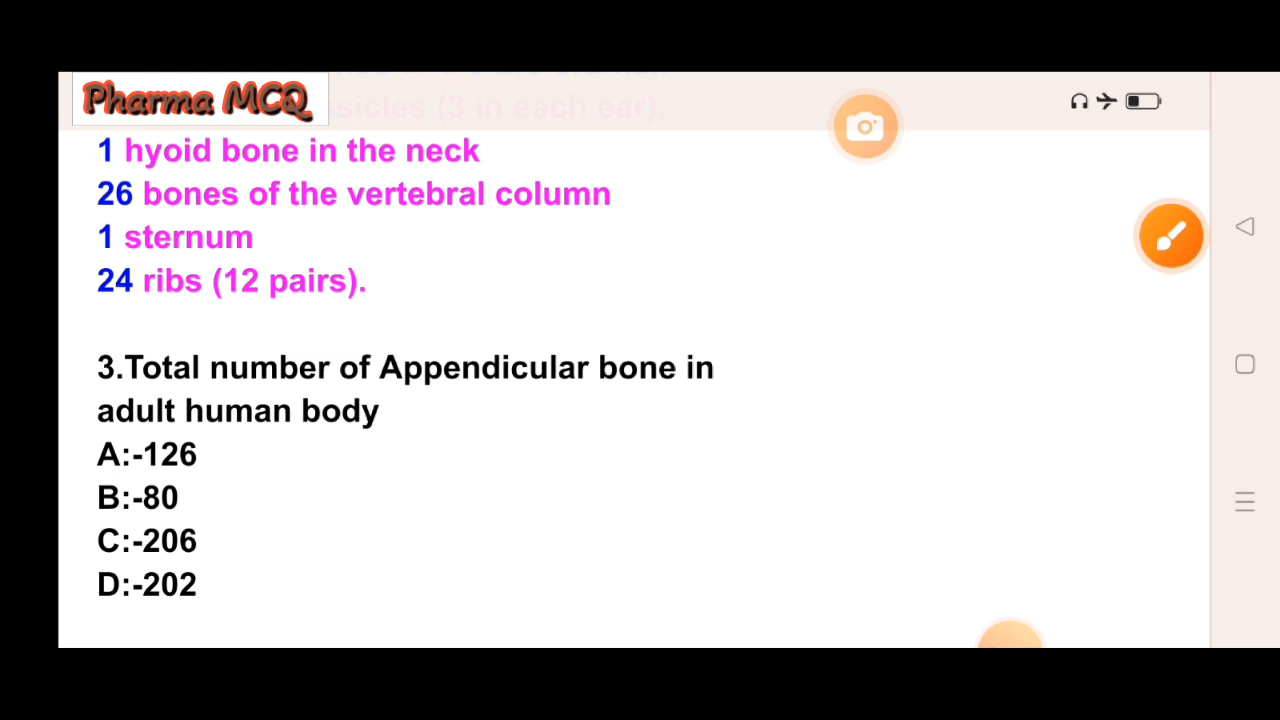 Pharma MCQ
sicles (3 in each ear).
1 hyoid bone in the neck
26 bones of the vertebral column
1 sternum
24 ribs (12 pairs).
3.Total number of Appendicular bone in
adult human body
A:-126
B:-80
C:-206
D:-202